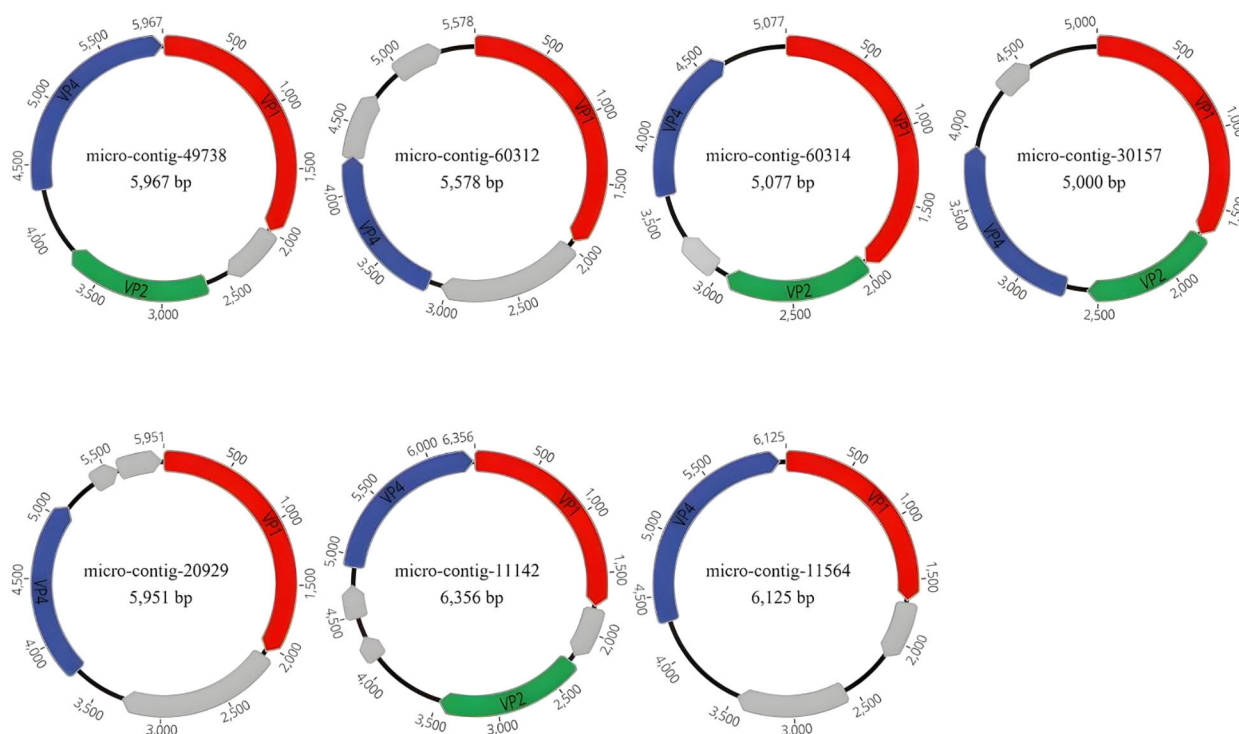 5,967
500
VP1
1,000
1,500
2,000
2,500
VP2
3,000
3,500
4,000
4,500
VP4
5,000
5,500
micro-contig-49738
5,967 bp
5,578
500
VP1
1,000
1,500
2,000
2,500
3,000
3,500
VP4
4,000
4,500
5,000
micro-contig-60312
5,578 bp
5,077
500
VP1
1,000
1,500
2,000
VP2
2,500
3,000
3,500
VP4
4,000
4,500
micro-contig-60314
5,077 bp
5,000
500
VP1
1,000
1,500
2,000
VP2
2,500
3,000
VP4
3,500
4,000
4,500
micro-contig-30157
5,000 bp
5,951
500
VP1
1,000
1,500
2,000
2,500
3,000
3,500
4,000
VP4
4,500
5,000
5,500
micro-contig-20929
5,951 bp
6,356
500
VP1
1,000
1,500
2,000
2,500
VP2
3,000
3,500
4,000
4,500
5,000
VP4
5,500
6,000
micro-contig-11142
6,356 bp
6,125
500
VP1
1,000
1,500
2,000
2,500
3,000
3,500
4,000
4,500
VP4
5,000
5,500
micro-contig-11564
6,125 bp